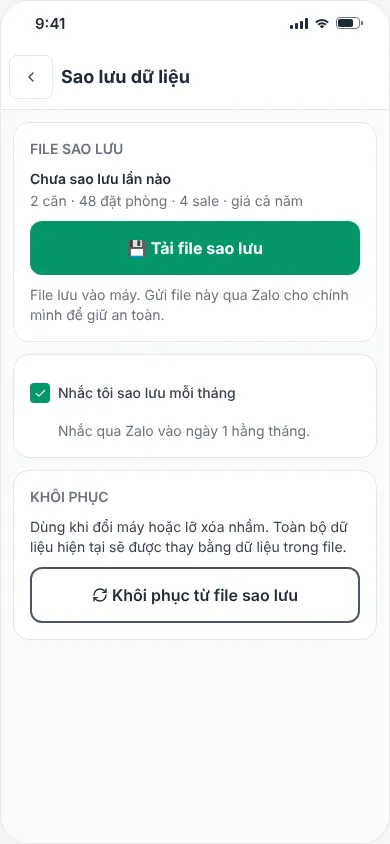 9:41
Sao lưu dữ liệu
FILE SAO LƯU
Chưa sao lưu lần nào
2 căn · 48 đặt phòng · 4 sale · giá cả năm
💾 Tải file sao lưu
File lưu vào máy. Gửi file này qua Zalo cho chính
mình để giữ an toàn.
Nhắc tôi sao lưu mỗi tháng
Nhắc qua Zalo vào ngày 1 hằng tháng.
KHÔI PHỤC
Dùng khi đổi máy hoặc lỡ xóa nhầm. Toàn bộ dữ
liệu hiện tại sẽ được thay bằng dữ liệu trong file.
Khôi phục từ file sao lưu